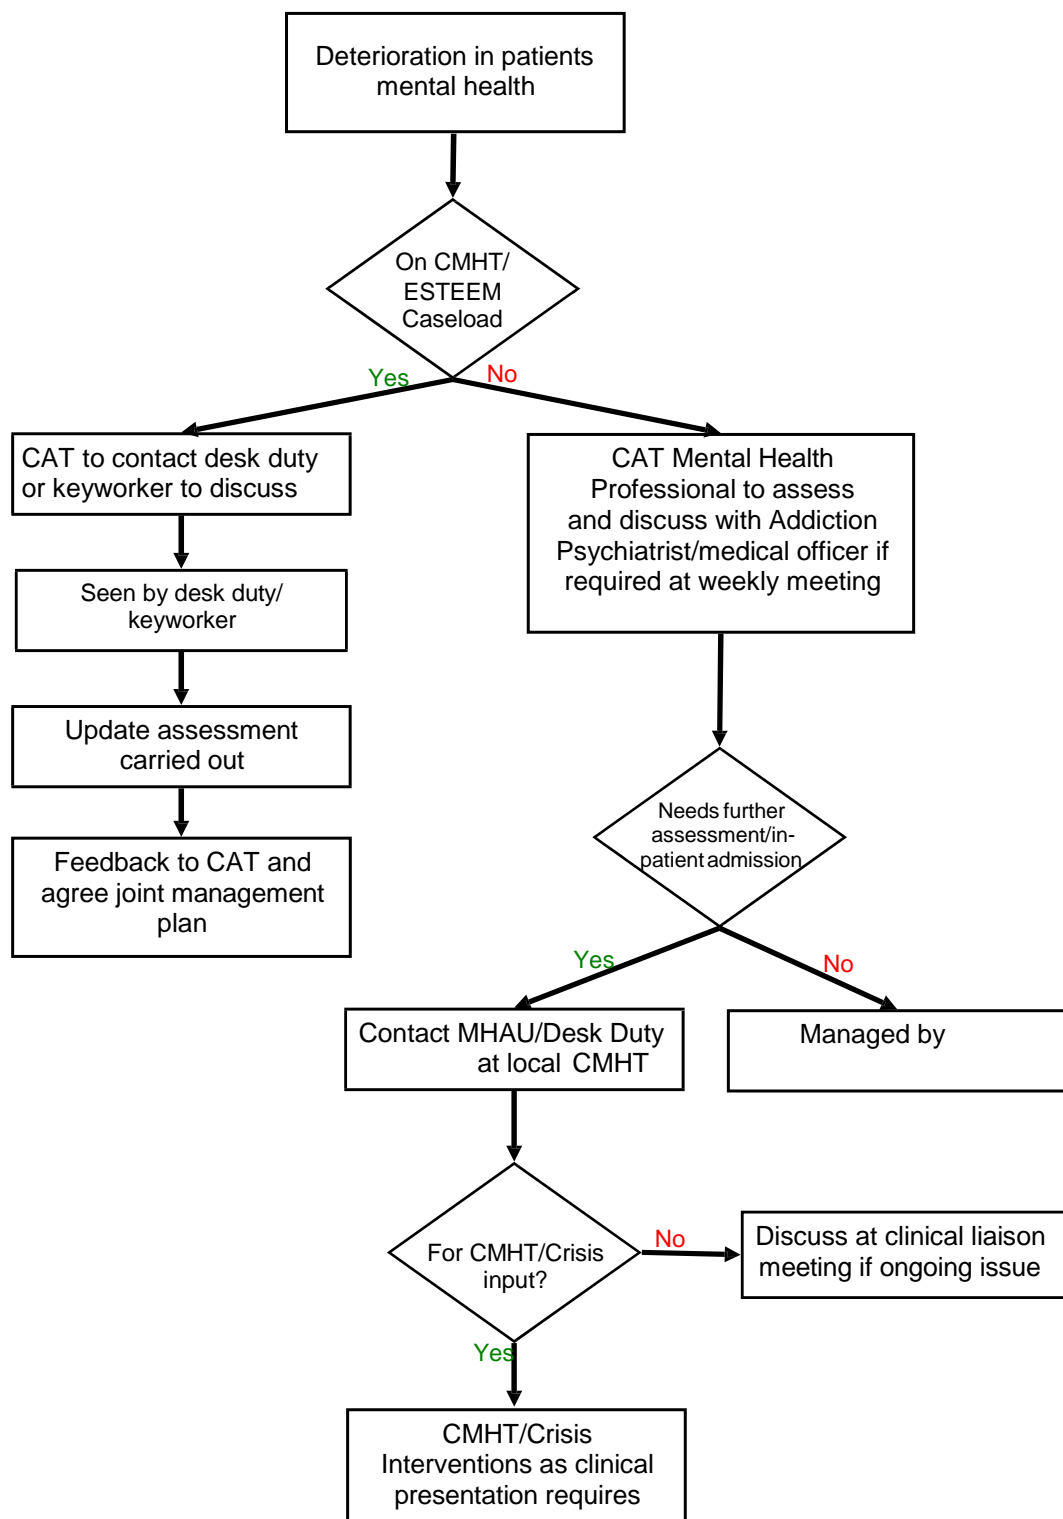 Deterioration in patients
mental health
On CMHT/
ESTEEM
Caseload
Yes
No
CAT to contact desk duty
or keyworker to discuss
CAT Mental Health
Professional to assess
and discuss with Addiction
Psychiatrist/medical officer if
required at weekly meeting
Seen by desk duty/
keyworker
Update assessment
carried out
Feedback to CAT and
agree joint management
plan
Needs further
assessment/in-
patient admission
Yes
No
Contact MHAU/Desk Duty
at local CMHT
Managed by
For CMHT/Crisis
input?
No
Discuss at clinical liaison
meeting if ongoing issue
Yes
CMHT/Crisis
Interventions as clinical
presentation requires